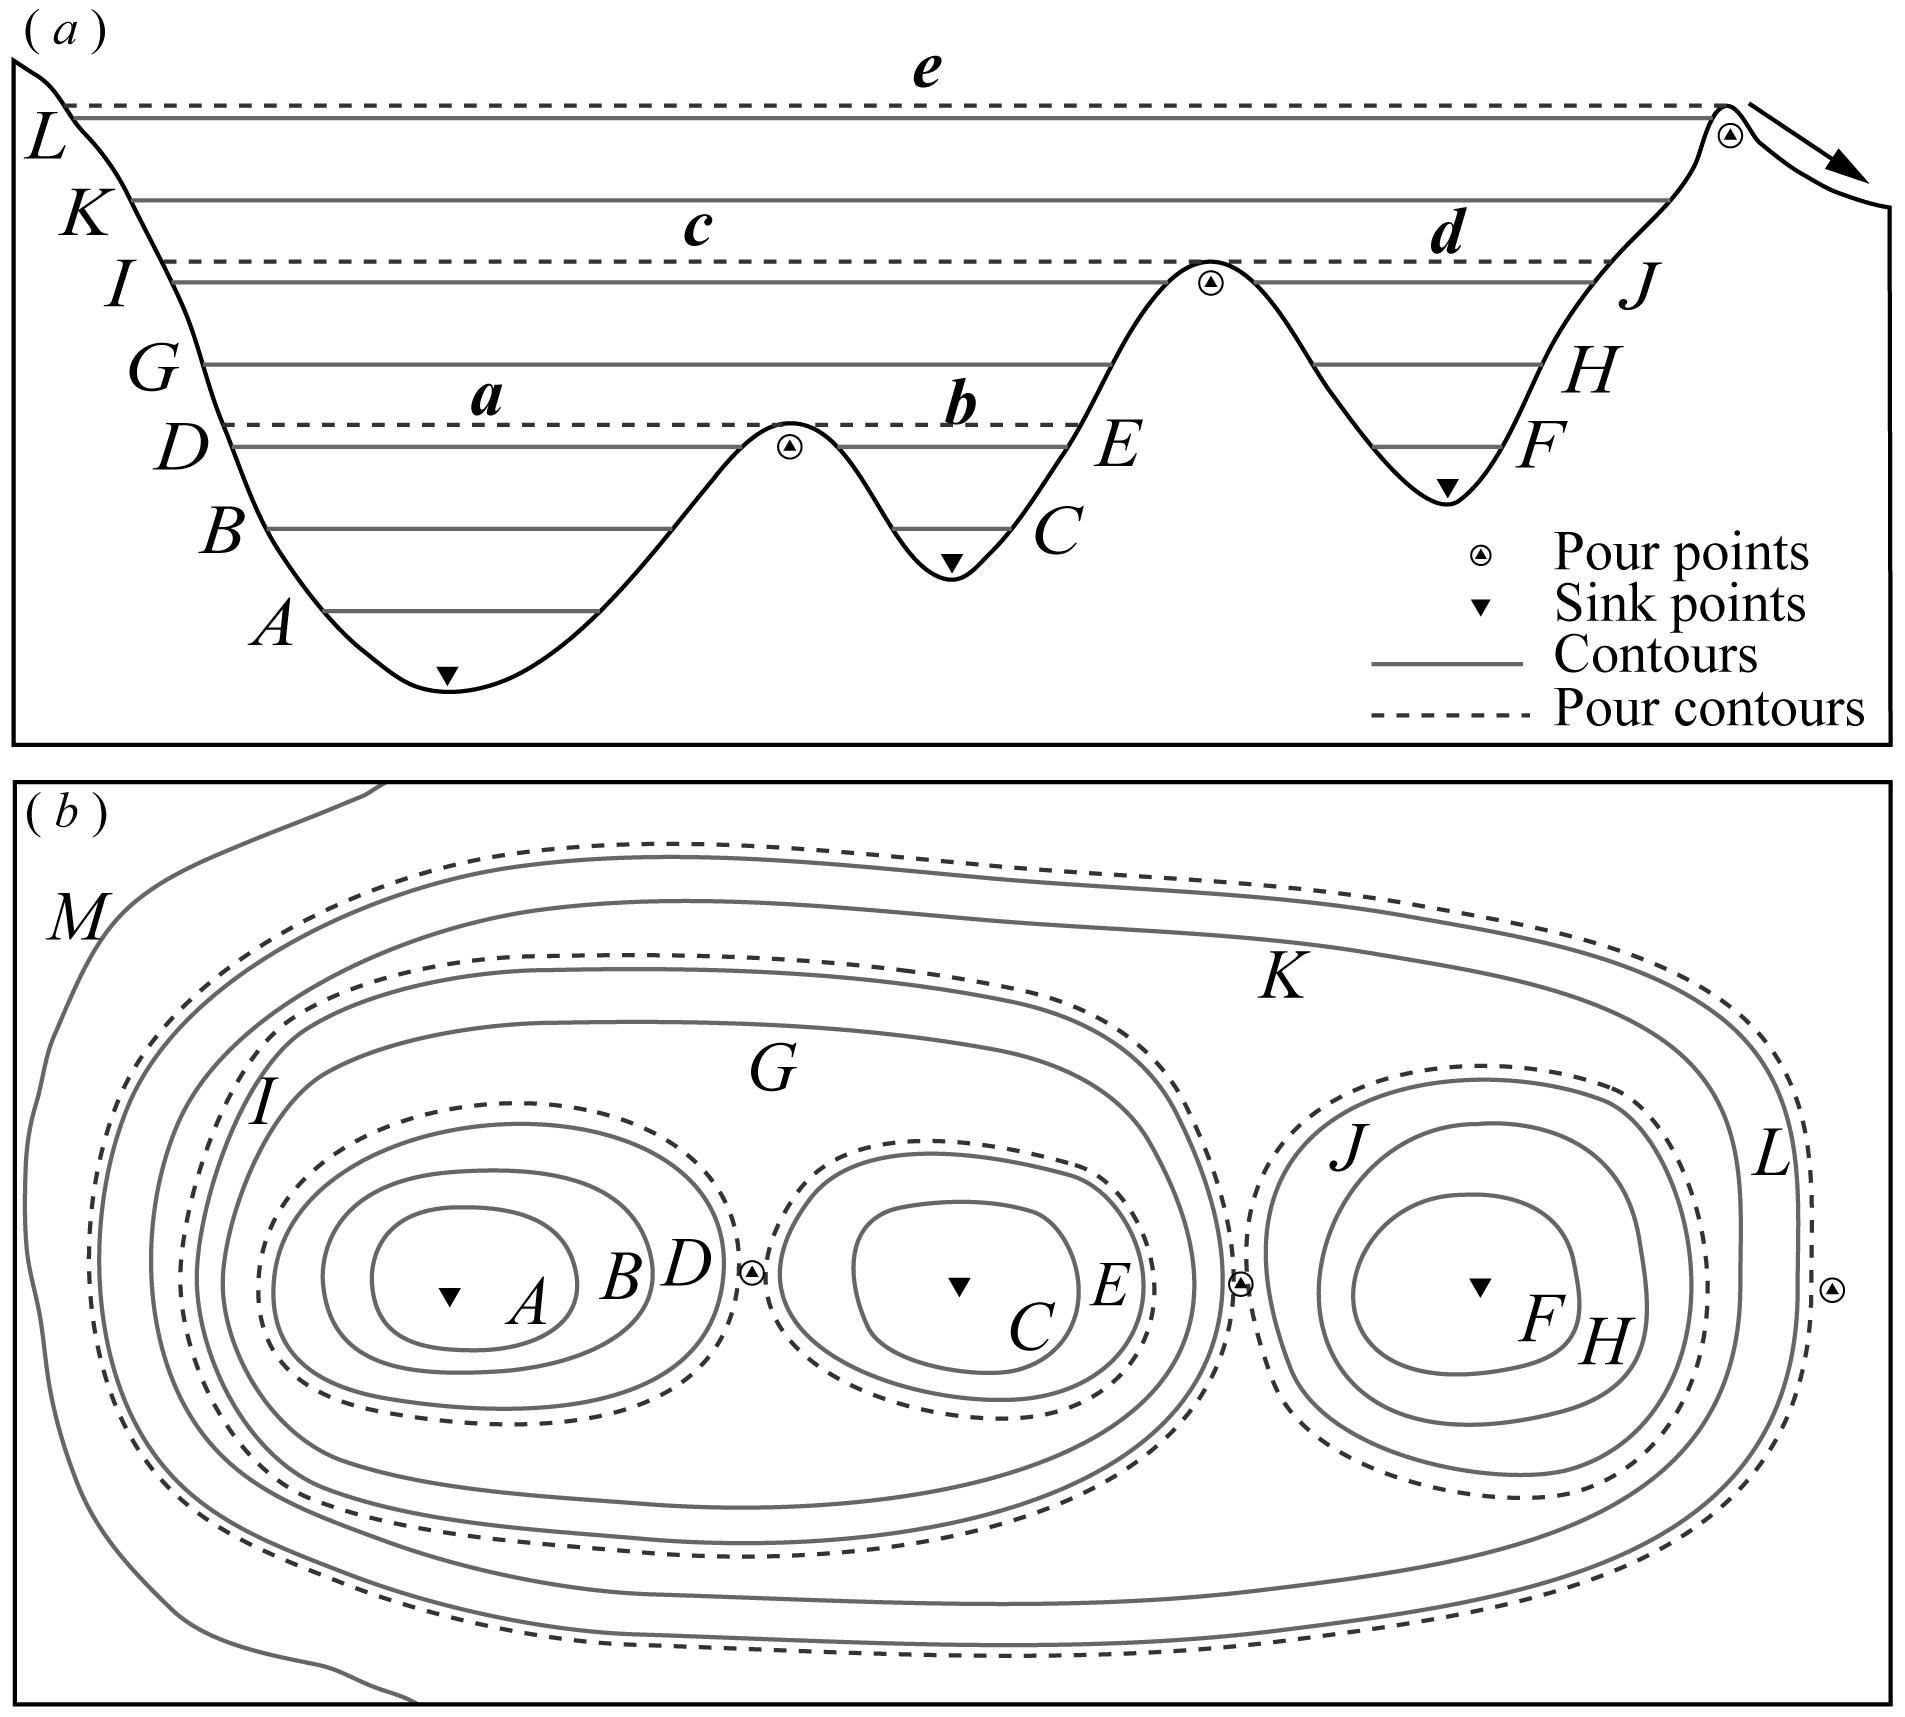 ( a )
e
L
K
c
d
I
J
G
H
a
b
D
E
F
B
C
A
Pour points
Sink points
Contours
Pour contours
( b )
M
K
G
I
J
L
A
B
D
C
E
F
H